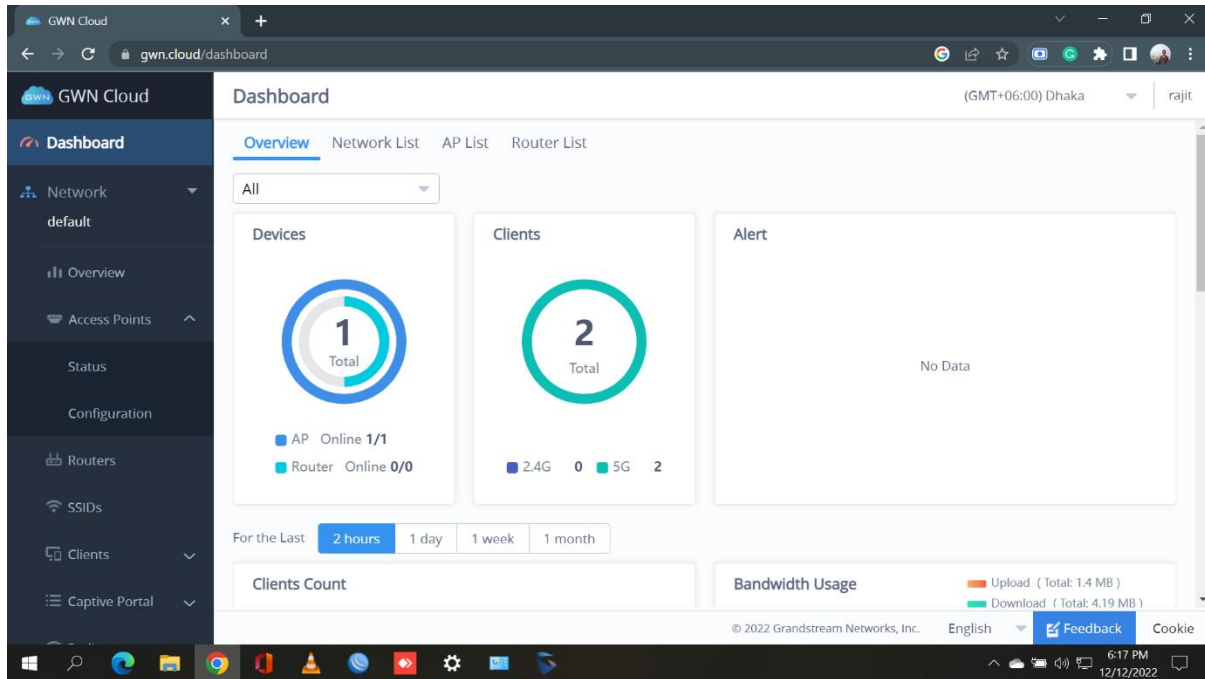 GWN Cloud
gwn.cloud/dashboard
GWN GWN Cloud
Dashboard
(GMT+06:00) Dhaka
rajit
Dashboard
Network
default
Overview
Access Points
Status
Configuration
Routers
SSIDs
Clients
Captive Portal
Overview Network List AP List Router List
All
Devices
1
Total
AP Online 1/1
Router Online 0/0
Clients
2
Total
2.4G 0 5G 2
Alert
No Data
For the Last 2 hours 1 day 1 week 1 month
Clients Count
Bandwidth Usage
Upload ( Total: 1.4 MB )
Download ( Total: 4.19 MB )
© 2022 Grandstream Networks, Inc. English Feedback Cookie
6:17 PM
12/12/2022